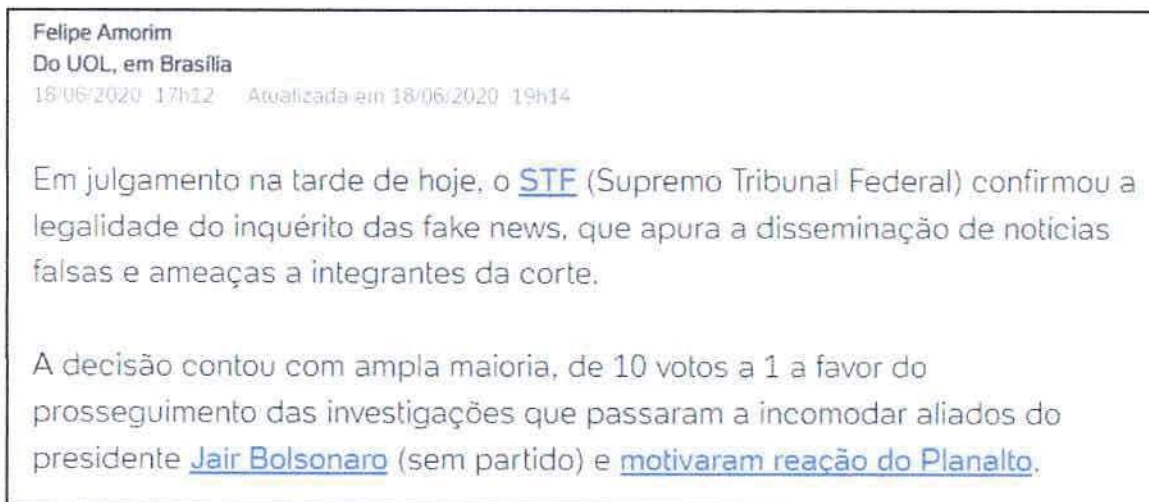 Felipe Amorim
Do UOL, em Brasília
18/06/2020 17h12 Atualizada em 18/06/2020 19h14
Em julgamento na tarde de hoje, o STF (Supremo Tribunal Federal) confirmou a
legalidade do inquérito das fake news, que apura a disseminação de notícias
falsas e ameaças a integrantes da corte.
A decisão contou com ampla maioria, de 10 votos a 1 a favor do
prosseguimento das investigações que passaram a incomodar aliados do
presidente Jair Bolsonaro (sem partido) e motivaram reação do Planalto.